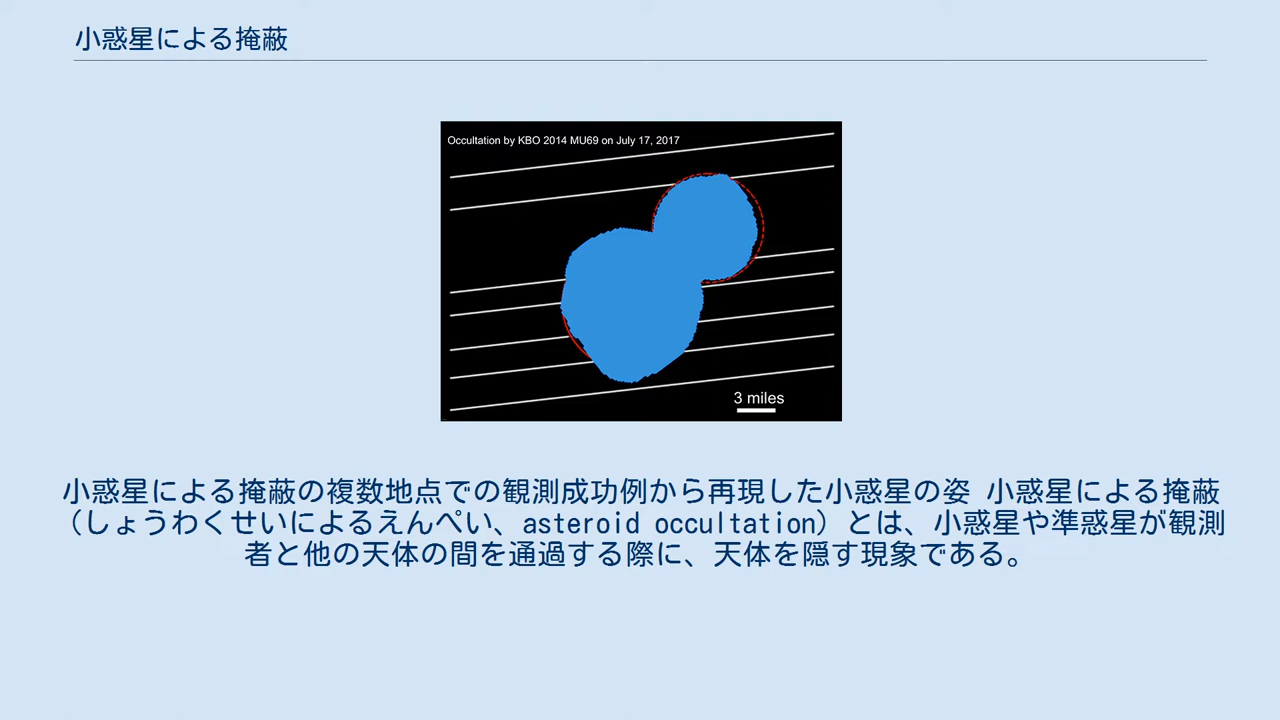 小惑星による掩蔽
Occultation by KBO 2014 MU69 on July 17, 2017
3 miles
小惑星による掩蔽の複数地点での観測成功例から再現した小惑星の姿 小惑星による掩蔽
（しょうわくせいによるえんぺい、asteroid occultation）とは、小惑星や準惑星が観測
者と他の天体の間を通過する際に、天体を隠す現象である。